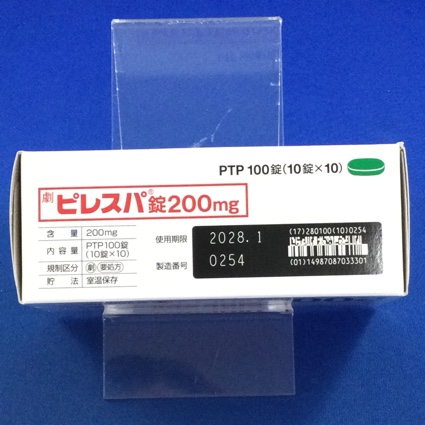 PTP 100錠(10錠×10)
劇 ピレスパ®錠200mg
含量 200mg
内容量 PTP100錠
(10錠×10)
規制区分 劇 要処方
貯法 室温保存
使用期限 2028.1
製造番号 0254
(17)280100(10)0254
(01)14987087033301